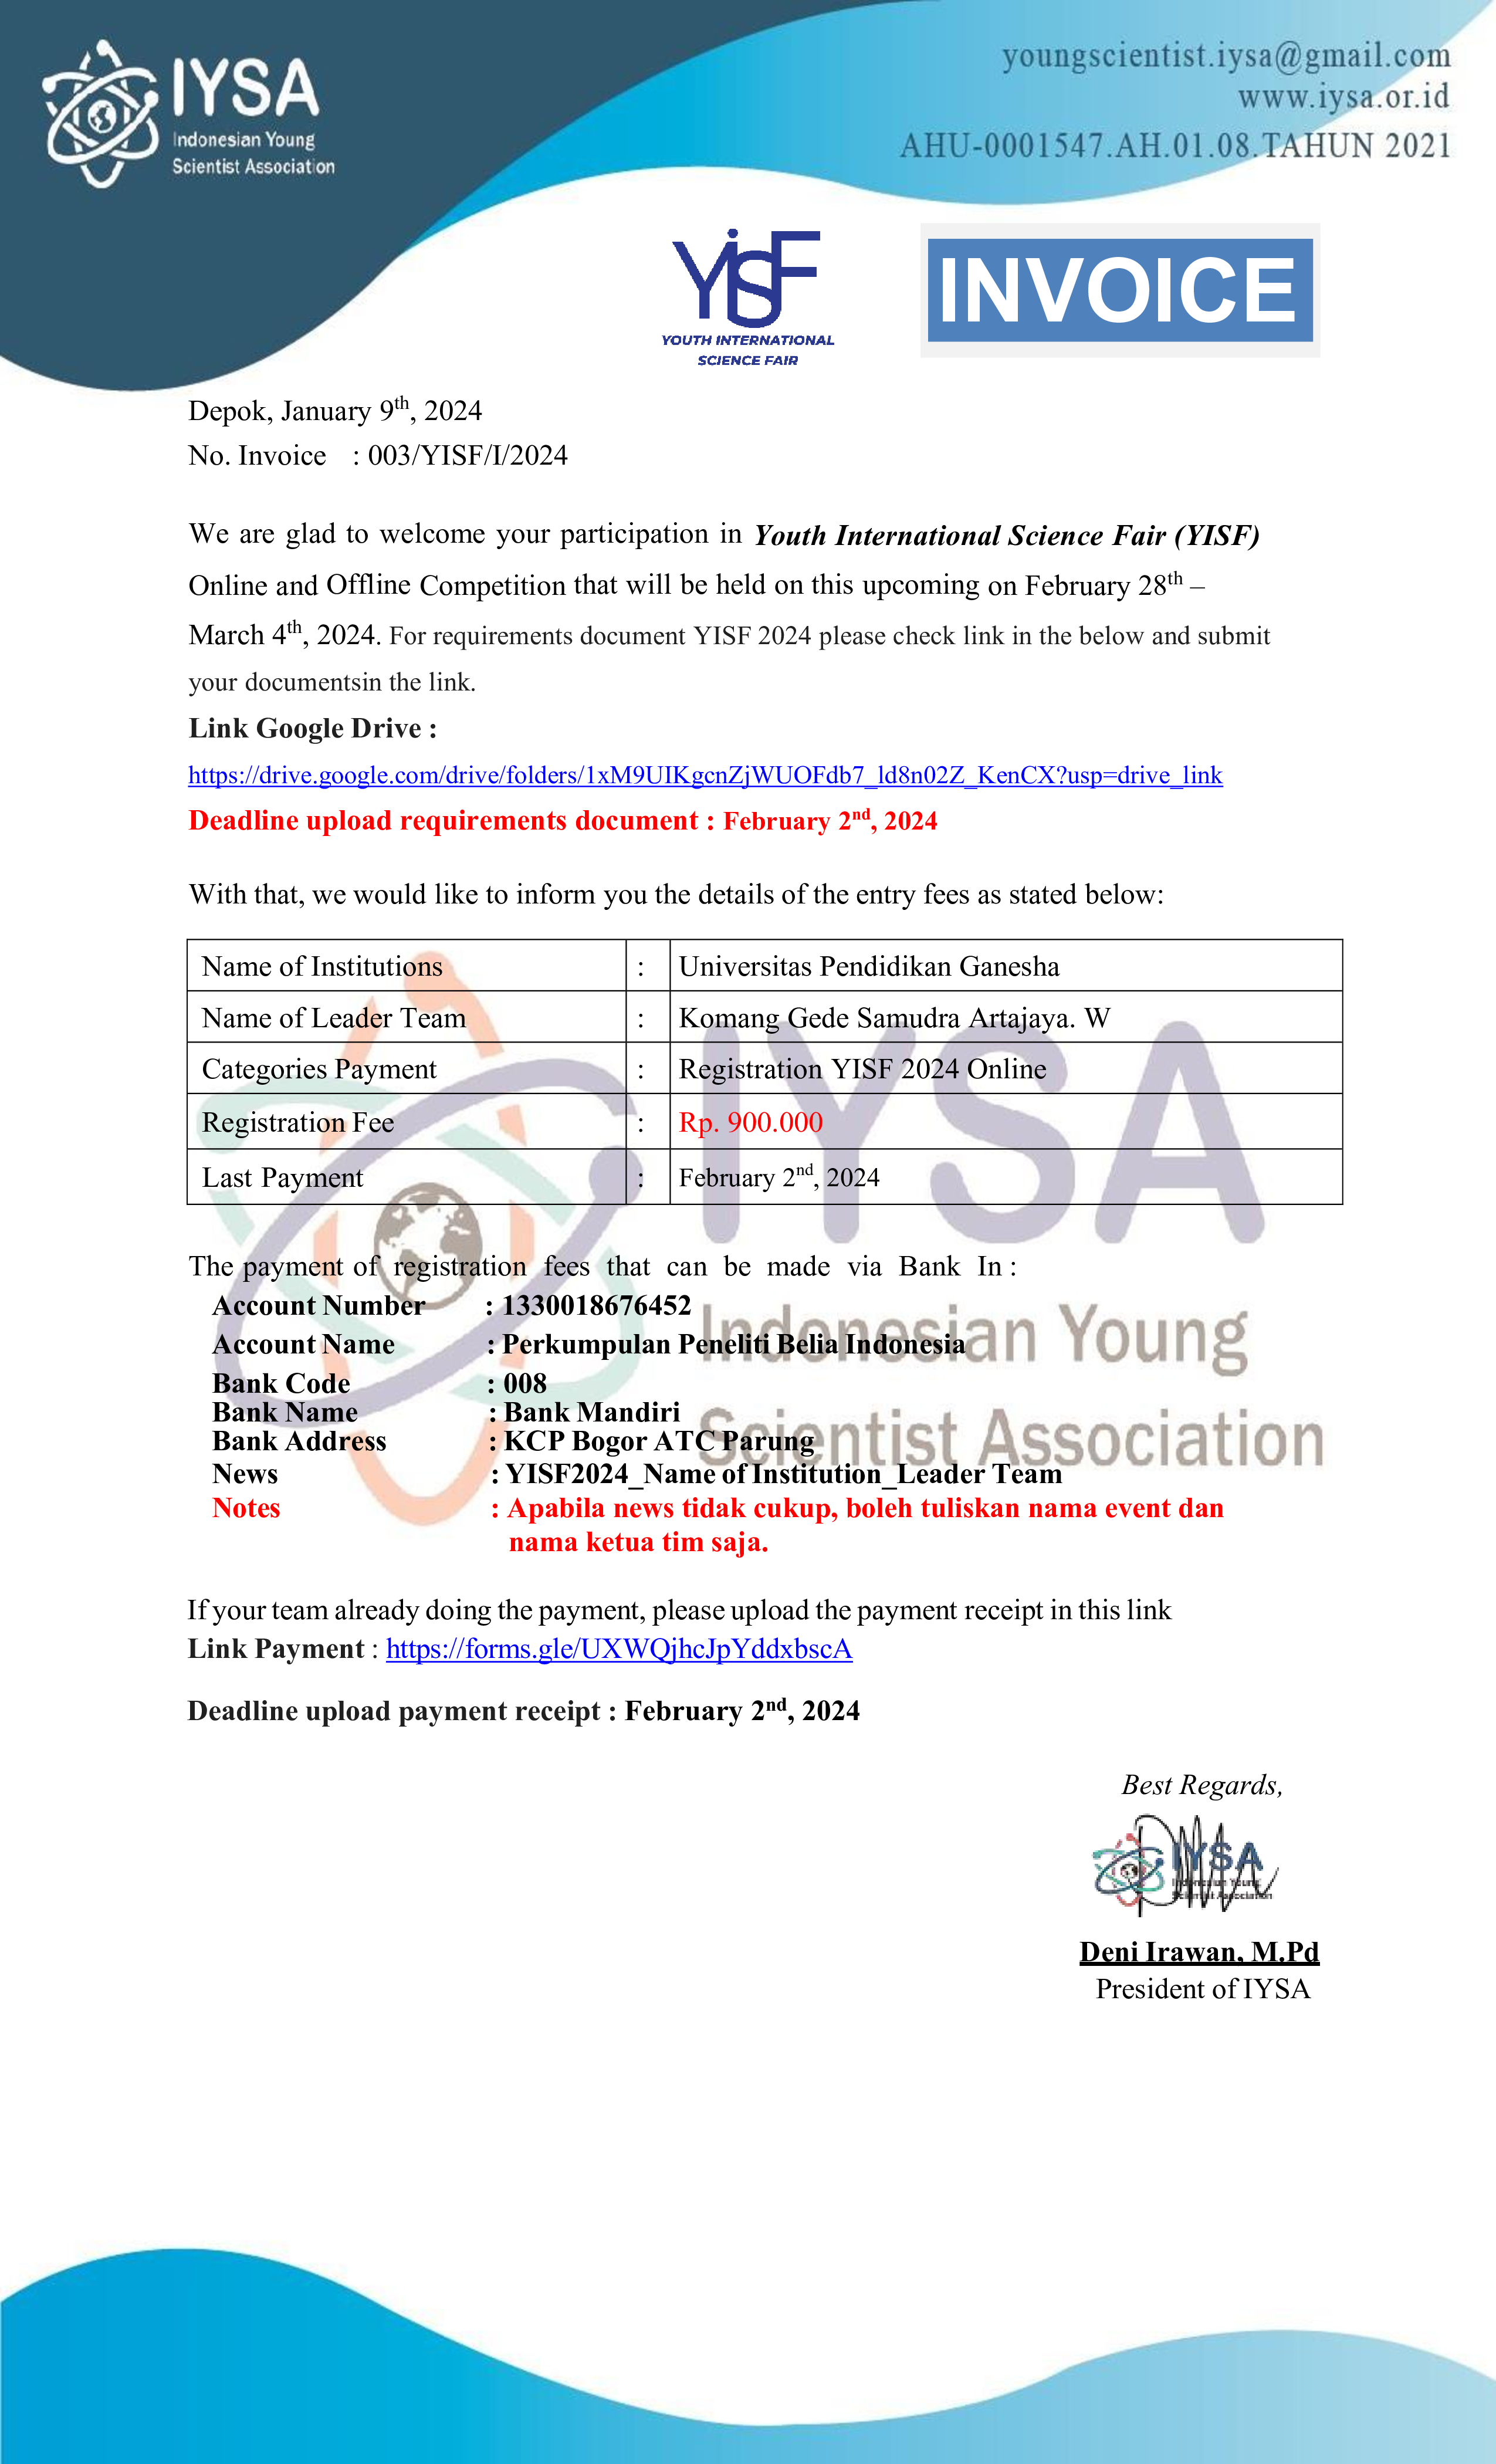 IYSA
Indonesian Young
Scientist Association
youngscientist.iysa@gmail.com
www.iysa.or.id
AHU-0001547.AH.01.08.TAHUN 2021
YISF
YOUTH INTERNATIONAL
SCIENCE FAIR
INVOICE
Depok, January 9th, 2024
No. Invoice : 003/YISF/I/2024
We are glad to welcome your participation in Youth International Science Fair (YISF)
Online and Offline Competition that will be held on this upcoming on February 28th –
March 4th, 2024. For requirements document YISF 2024 please check link in the below and submit
your documentsin the link.
Link Google Drive :
https://drive.google.com/drive/folders/1xM9UIKgcnZjWUOFdb7_ld8n02Z_KenCX?usp=drive_link
Deadline upload requirements document : February 2nd, 2024
With that, we would like to inform you the details of the entry fees as stated below:
Name of Institutions : Universitas Pendidikan Ganesha
Name of Leader Team : Komang Gede Samudra Artajaya. W
Categories Payment : Registration YISF 2024 Online
Registration Fee : Rp. 900.000
Last Payment : February 2nd, 2024
IYSA
Indonesian Young
Scientist Association
The payment of registration fees that can be made via Bank In :
Account Number : 1330018676452
Account Name : Perkumpulan Peneliti Belia Indonesia
Bank Code : 008
Bank Name : Bank Mandiri
Bank Address : KCP Bogor ATC Parung
News : YISF2024_Name of Institution_Leader Team
Notes : Apabila news tidak cukup, boleh tuliskan nama event dan
nama ketua tim saja.
If your team already doing the payment, please upload the payment receipt in this link
Link Payment : https://forms.gle/UXWQjhcJpYddxbscA
Deadline upload payment receipt : February 2nd, 2024
Best Regards,
IYSA
Indonesian Young
Scientist Association
Deni Irawan, M.Pd
President of IYSA